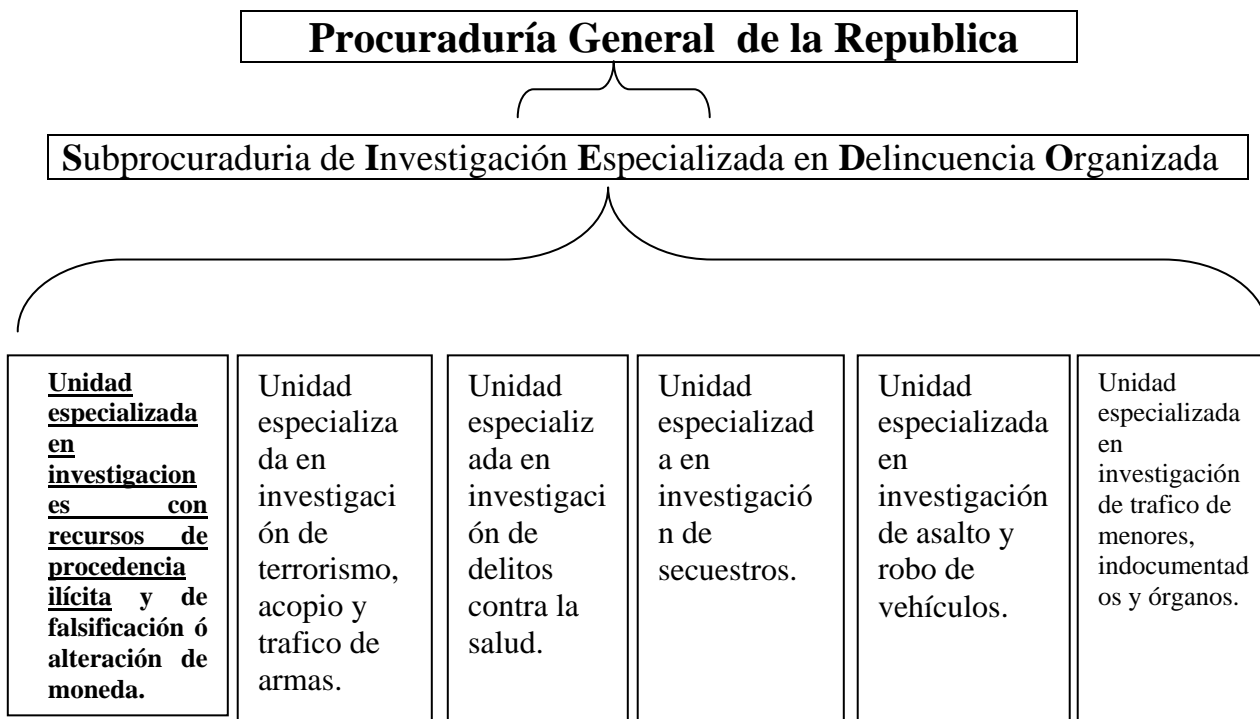 Procuraduría General de la Republica
Subprocuraduria de Investigación Especializada en Delincuencia Organizada
Unidad
especializada
en
investigacion
es con
recursos de
procedencia
ilícita y de
falsificación ó
alteración de
moneda.
Unidad
especializa
da en
investigaci
ón de
terrorismo,
acopio y
trafico de
armas.
Unidad
especializ
ada en
investigaci
ón de
delitos
contra la
salud.
Unidad
especializad
a en
investigació
n de
secuestros.
Unidad
especializada
en
investigación
de asalto y
robo de
vehículos.
Unidad
especializada
en
investigación
de trafico de
menores,
indocumentad
os y órganos.